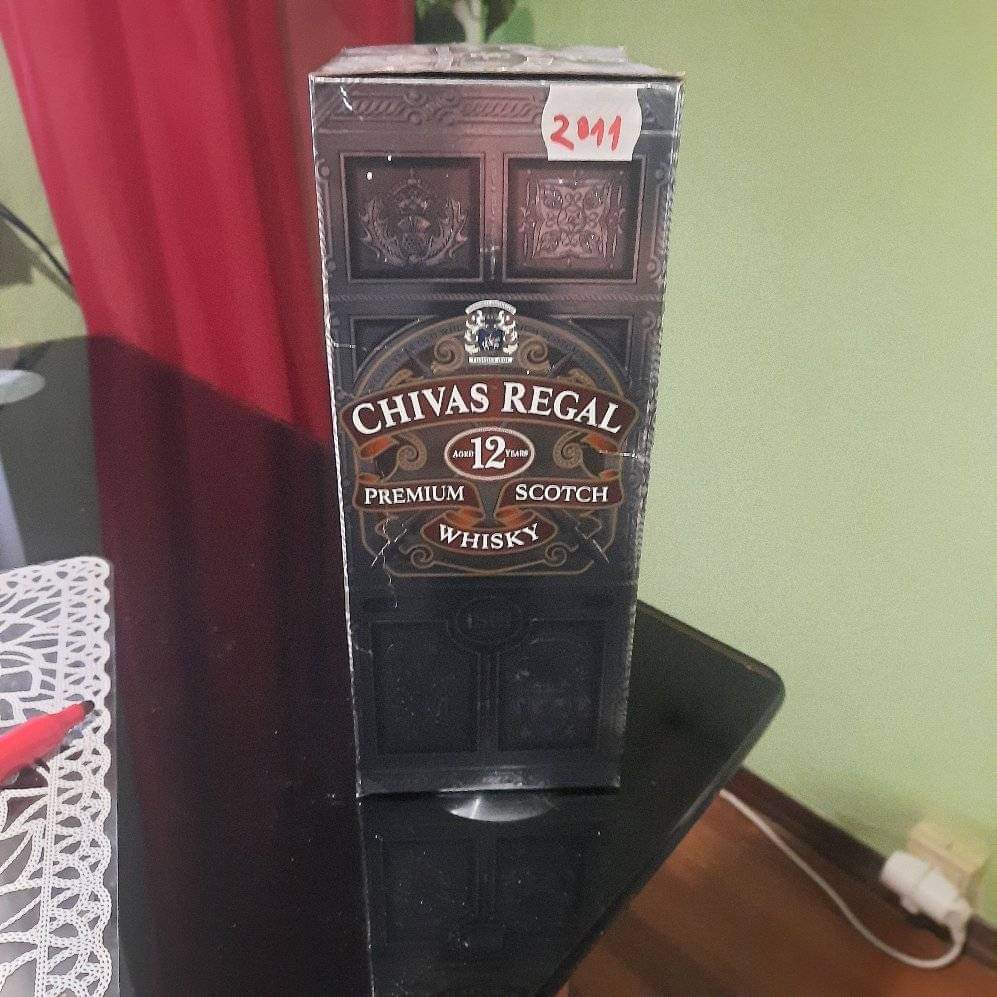 2011
CHIVAS REGAL
AGED 12 YEARS
PREMIUM SCOTCH
WHISKY